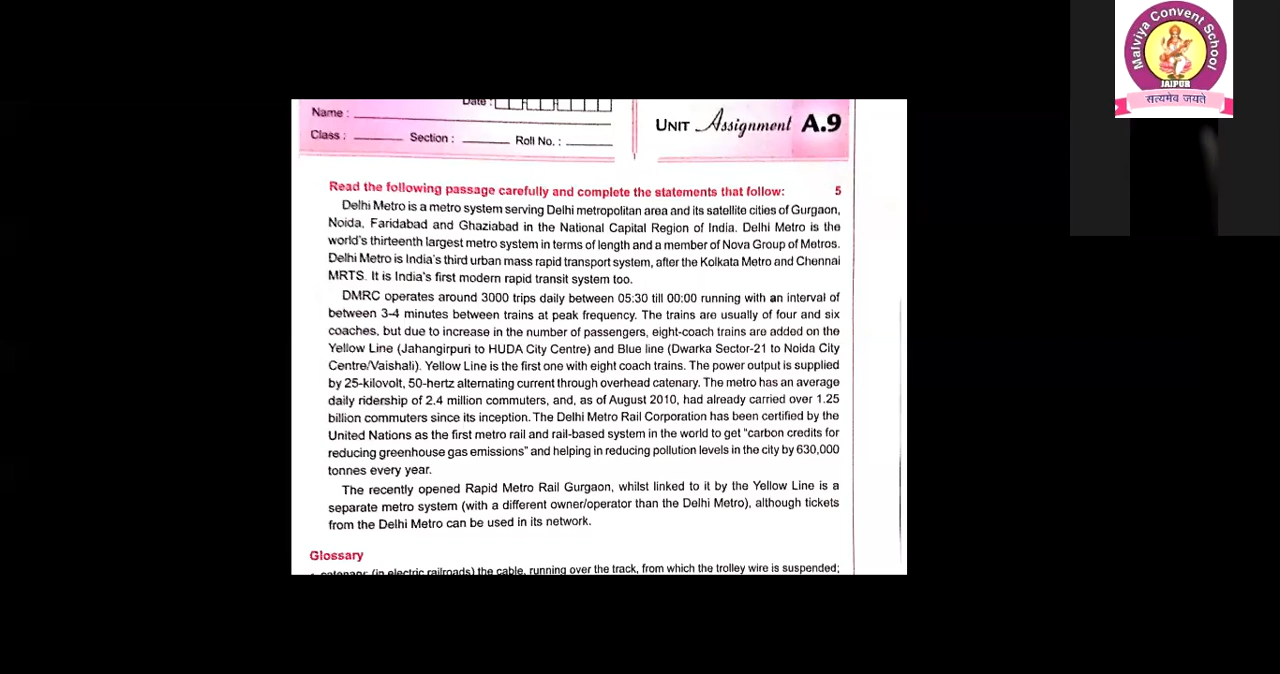 Malviya Convent School
JAIPUR
सत्यमेव जयते
Date :
Name :
Class : Section : Roll No. :
UNIT Assignment A.9
Read the following passage carefully and complete the statements that follow: 5
Delhi Metro is a metro system serving Delhi metropolitan area and its satellite cities of Gurgaon,
Noida, Faridabad and Ghaziabad in the National Capital Region of India. Delhi Metro is the
world's thirteenth largest metro system in terms of length and a member of Nova Group of Metros.
Delhi Metro is India's third urban mass rapid transport system, after the Kolkata Metro and Chennai
MRTS. It is India's first modern rapid transit system too.
DMRC operates around 3000 trips daily between 05:30 till 00:00 running with an interval of
between 3-4 minutes between trains at peak frequency. The trains are usually of four and six
coaches, but due to increase in the number of passengers, eight-coach trains are added on the
Yellow Line (Jahangirpuri to HUDA City Centre) and Blue line (Dwarka Sector-21 to Noida City
Centre/Vaishali). Yellow Line is the first one with eight coach trains. The power output is supplied
by 25-kilovolt, 50-hertz alternating current through overhead catenary. The metro has an average
daily ridership of 2.4 million commuters, and, as of August 2010, had already carried over 1.25
billion commuters since its inception. The Delhi Metro Rail Corporation has been certified by the
United Nations as the first metro rail and rail-based system in the world to get "carbon credits for
reducing greenhouse gas emissions" and helping in reducing pollution levels in the city by 630,000
tonnes every year.
The recently opened Rapid Metro Rail Gurgaon, whilst linked to it by the Yellow Line is a
separate metro system (with a different owner/operator than the Delhi Metro), although tickets
from the Delhi Metro can be used in its network.
Glossary
catenary (in electric railroads) the cable, running over the track, from which the trolley wire is suspended;